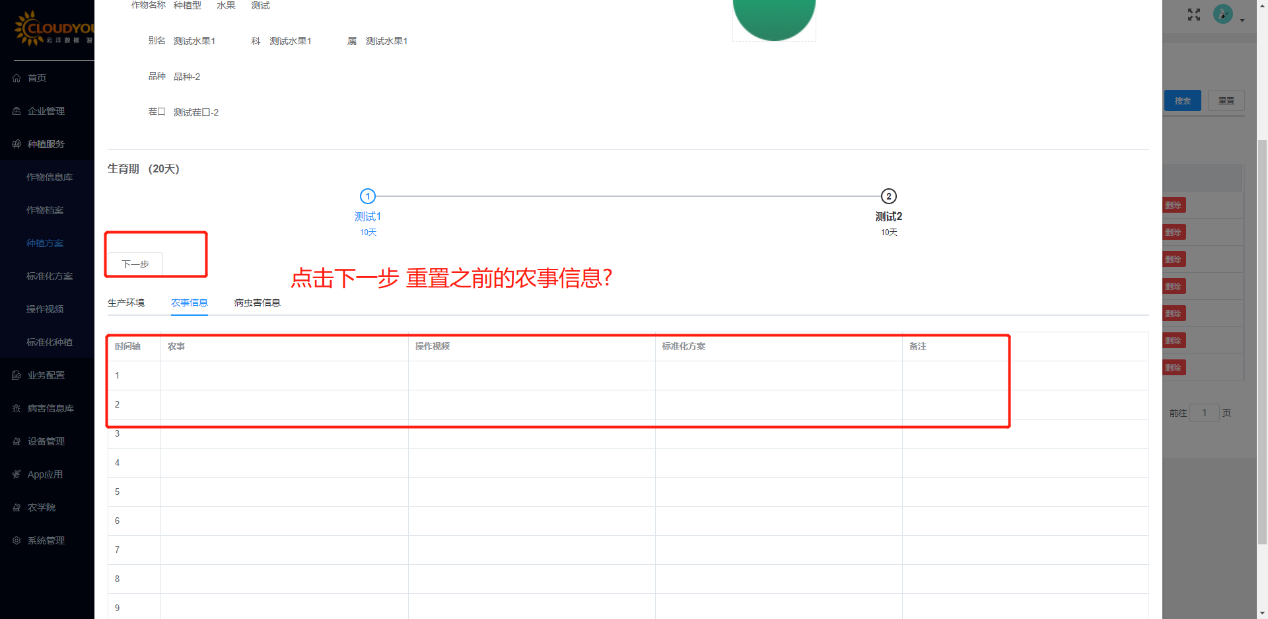 作物名称 种植型 水果 测试
CLOUDYOU
云洋数据
别名 测试水果1 科 测试水果1 属 测试水果1
首页
品种 品种-2
搜索 重置
企业管理
茬口 测试茬口-2
种植服务
生育期 (20天)
作物信息库
1 2
删除
作物档案
测试1 测试2
10天 10天
删除
种植方案
下一步
删除
标准化方案
点击下一步 重置之前的农事信息?
删除
生产环境 农事信息 病虫害信息
操作视频
删除
标准化种植
时间轴 农事 操作视频 标准化方案 备注
删除
业务配置
1
删除
2
病害信息库
前往 1 页
3
设备管理
4
App应用
5
农学院
6
系统管理
7
8
9